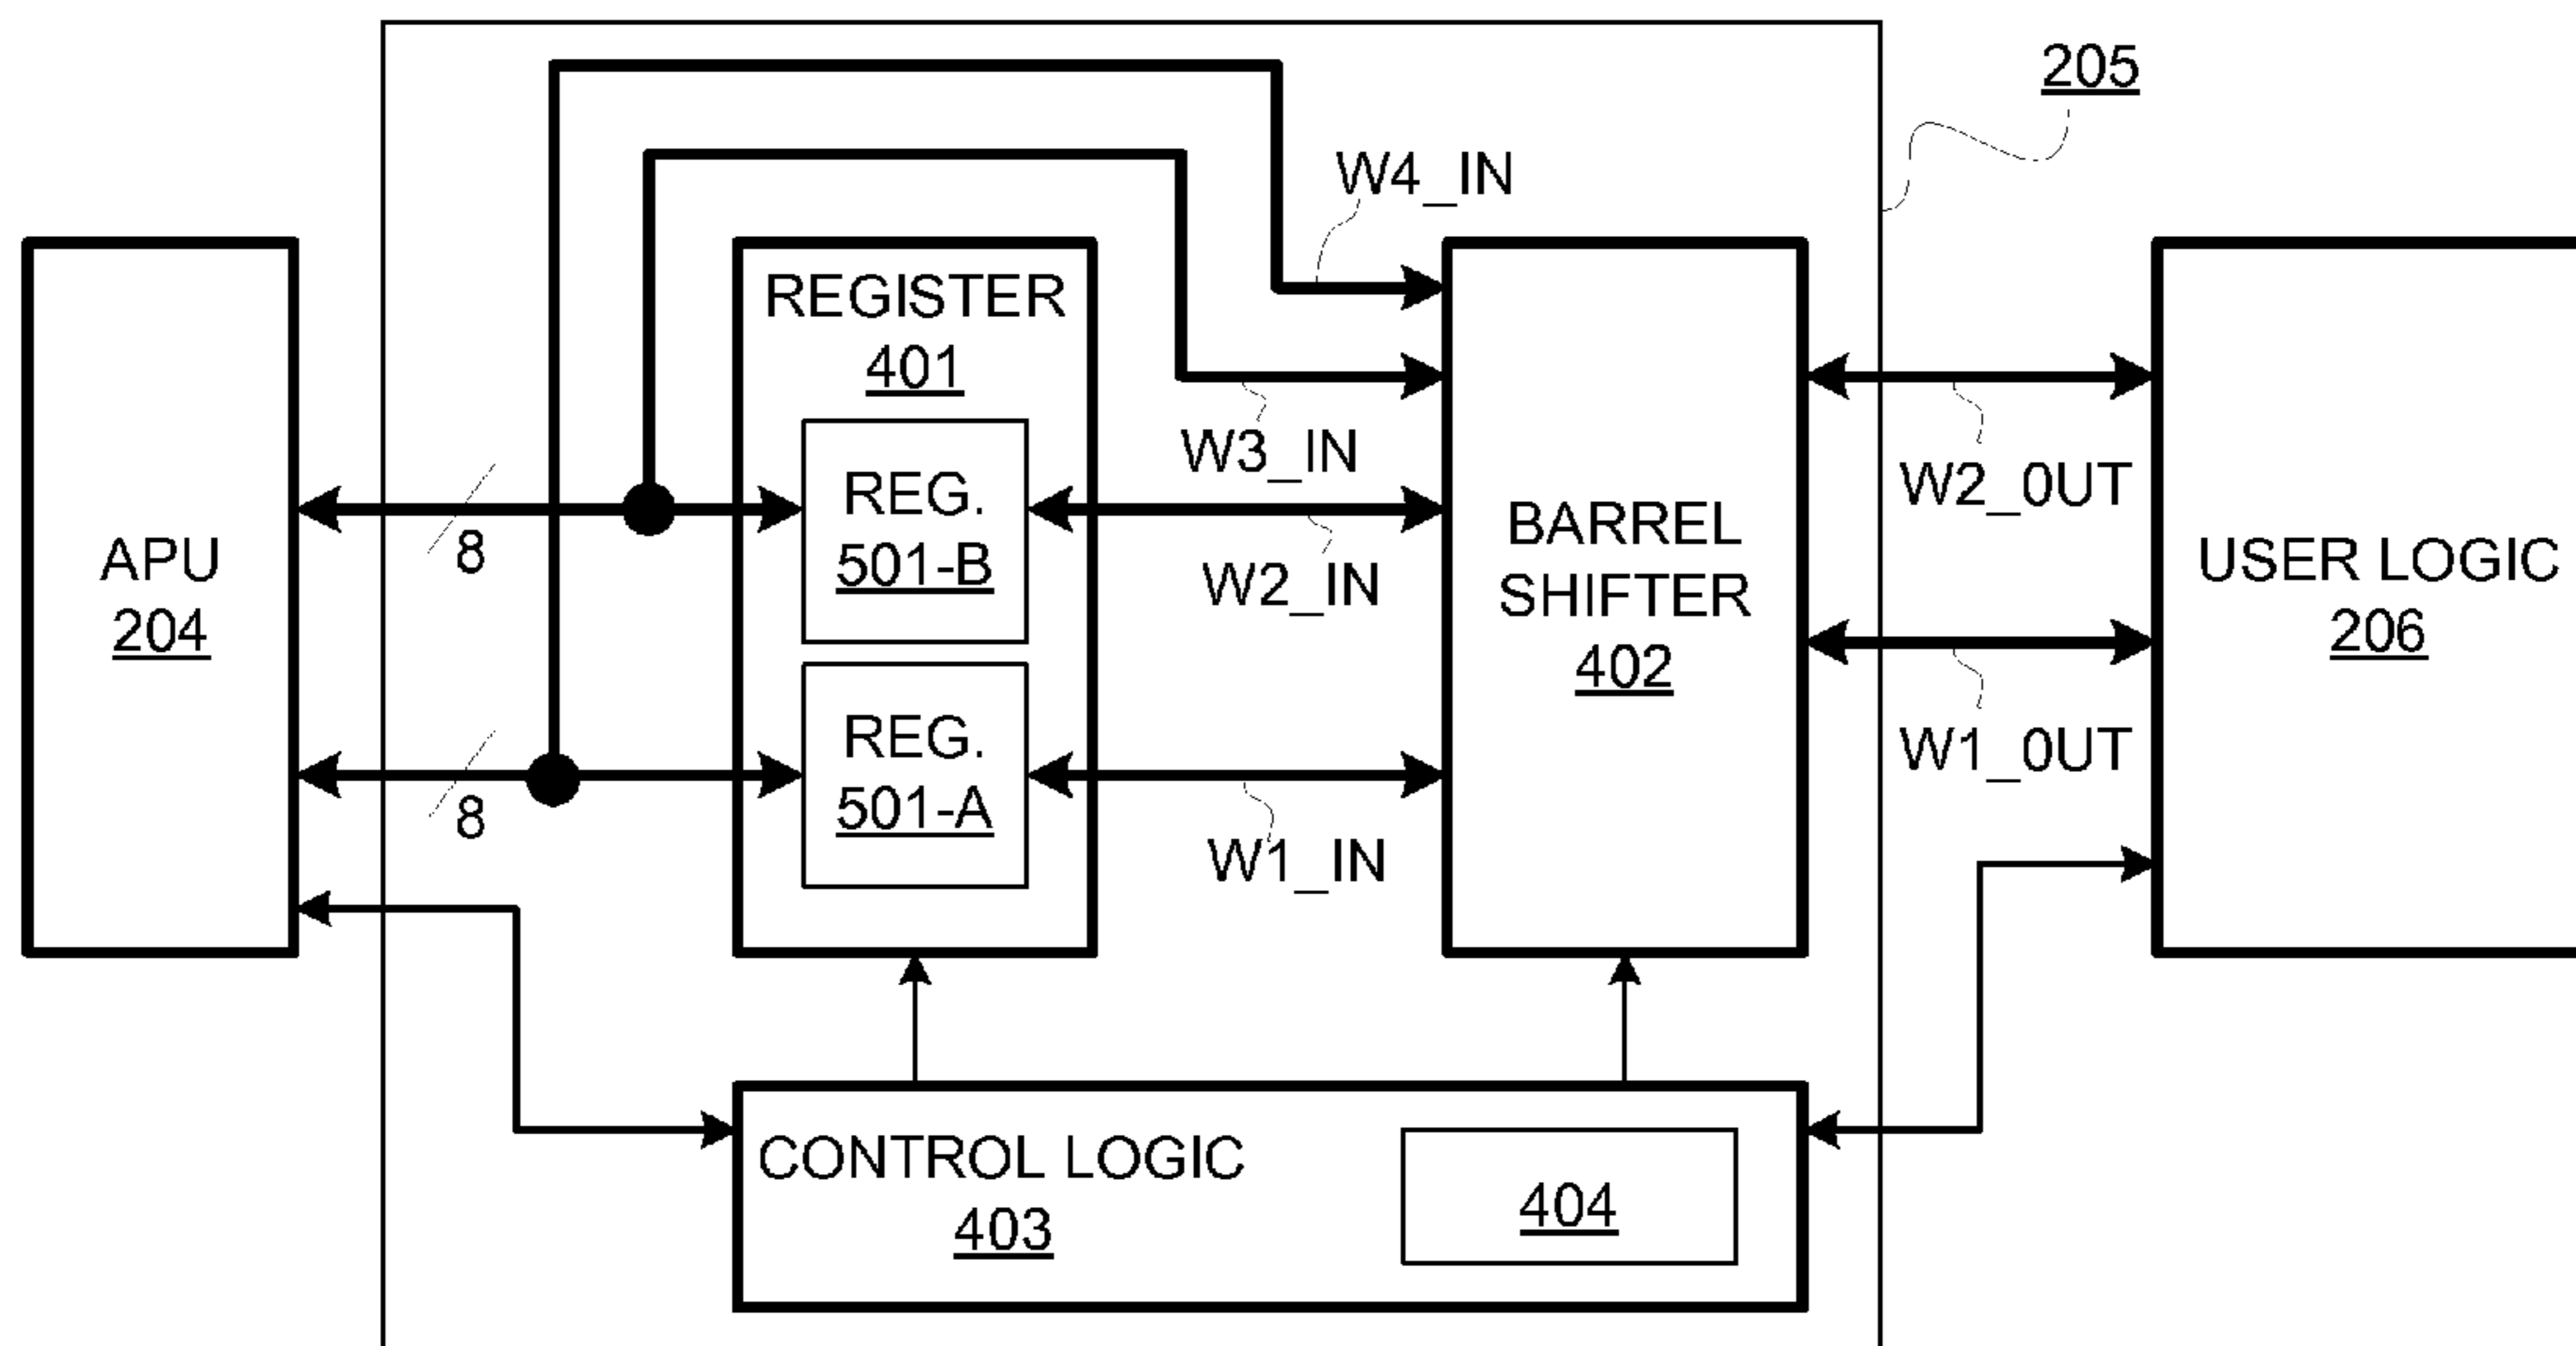 205
W4_IN
REGISTER
401
W3_IN
W2_0UT
REG.
501-B
8
APU
204
W2_IN
BARREL
SHIFTER
402
USER LOGIC
206
REG.
501-A
8
W1_IN
W1_0UT
CONTROL LOGIC
403
404